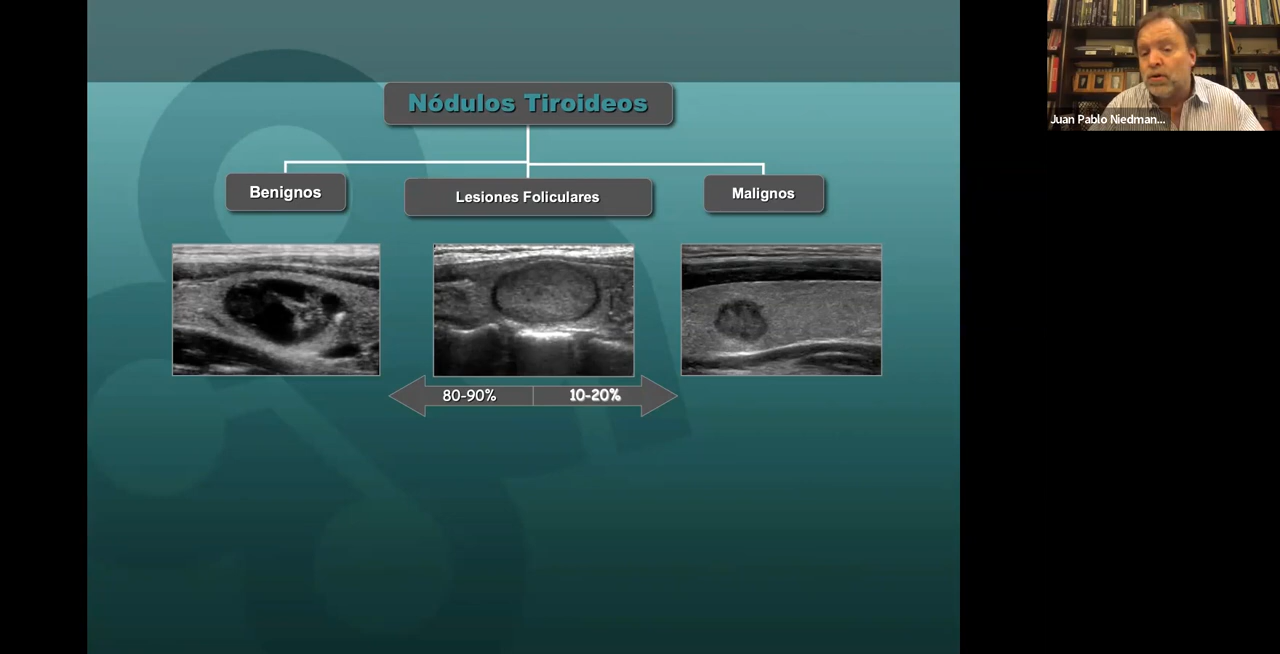 Nódulos Tiroideos
Benignos
Lesiones Foliculares
Malignos
80-90%
10-20%
Juan Pablo Niedman...